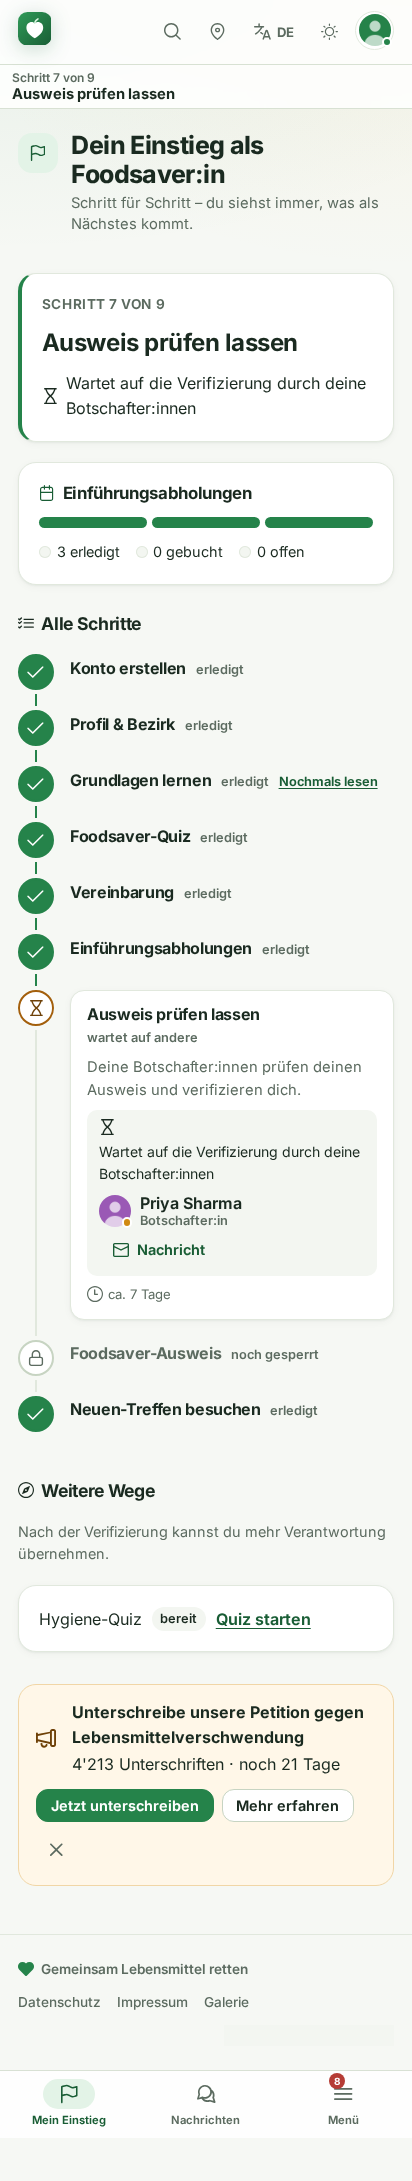 DE
Schritt 7 von 9
Ausweis prüfen lassen
Dein Einstieg als
Foodsaver:in
Schritt für Schritt – du siehst immer, was als
Nächstes kommt.
SCHRITT 7 VON 9
Ausweis prüfen lassen
Wartet auf die Verifizierung durch deine
Botschafter:innen
Einführungsabholungen
3 erledigt 0 gebucht 0 offen
Alle Schritte
Konto erstellen erledigt
Profil & Bezirk erledigt
Grundlagen lernen erledigt Nochmals lesen
Foodsaver-Quiz erledigt
Vereinbarung erledigt
Einführungsabholungen erledigt
Ausweis prüfen lassen
wartet auf andere
Deine Botschafter:innen prüfen deinen
Ausweis und verifizieren dich.
Wartet auf die Verifizierung durch deine
Botschafter:innen
Priya Sharma
Botschafter:in
Nachricht
ca. 7 Tage
Foodsaver-Ausweis noch gesperrt
Neuen-Treffen besuchen erledigt
Weitere Wege
Nach der Verifizierung kannst du mehr Verantwortung
übernehmen.
Hygiene-Quiz bereit Quiz starten
Unterschreibe unsere Petition gegen
Lebensmittelverschwendung
4'213 Unterschriften · noch 21 Tage
Jetzt unterschreiben Mehr erfahren
Gemeinsam Lebensmittel retten
Datenschutz Impressum Galerie
8
Mein Einstieg Nachrichten Menü